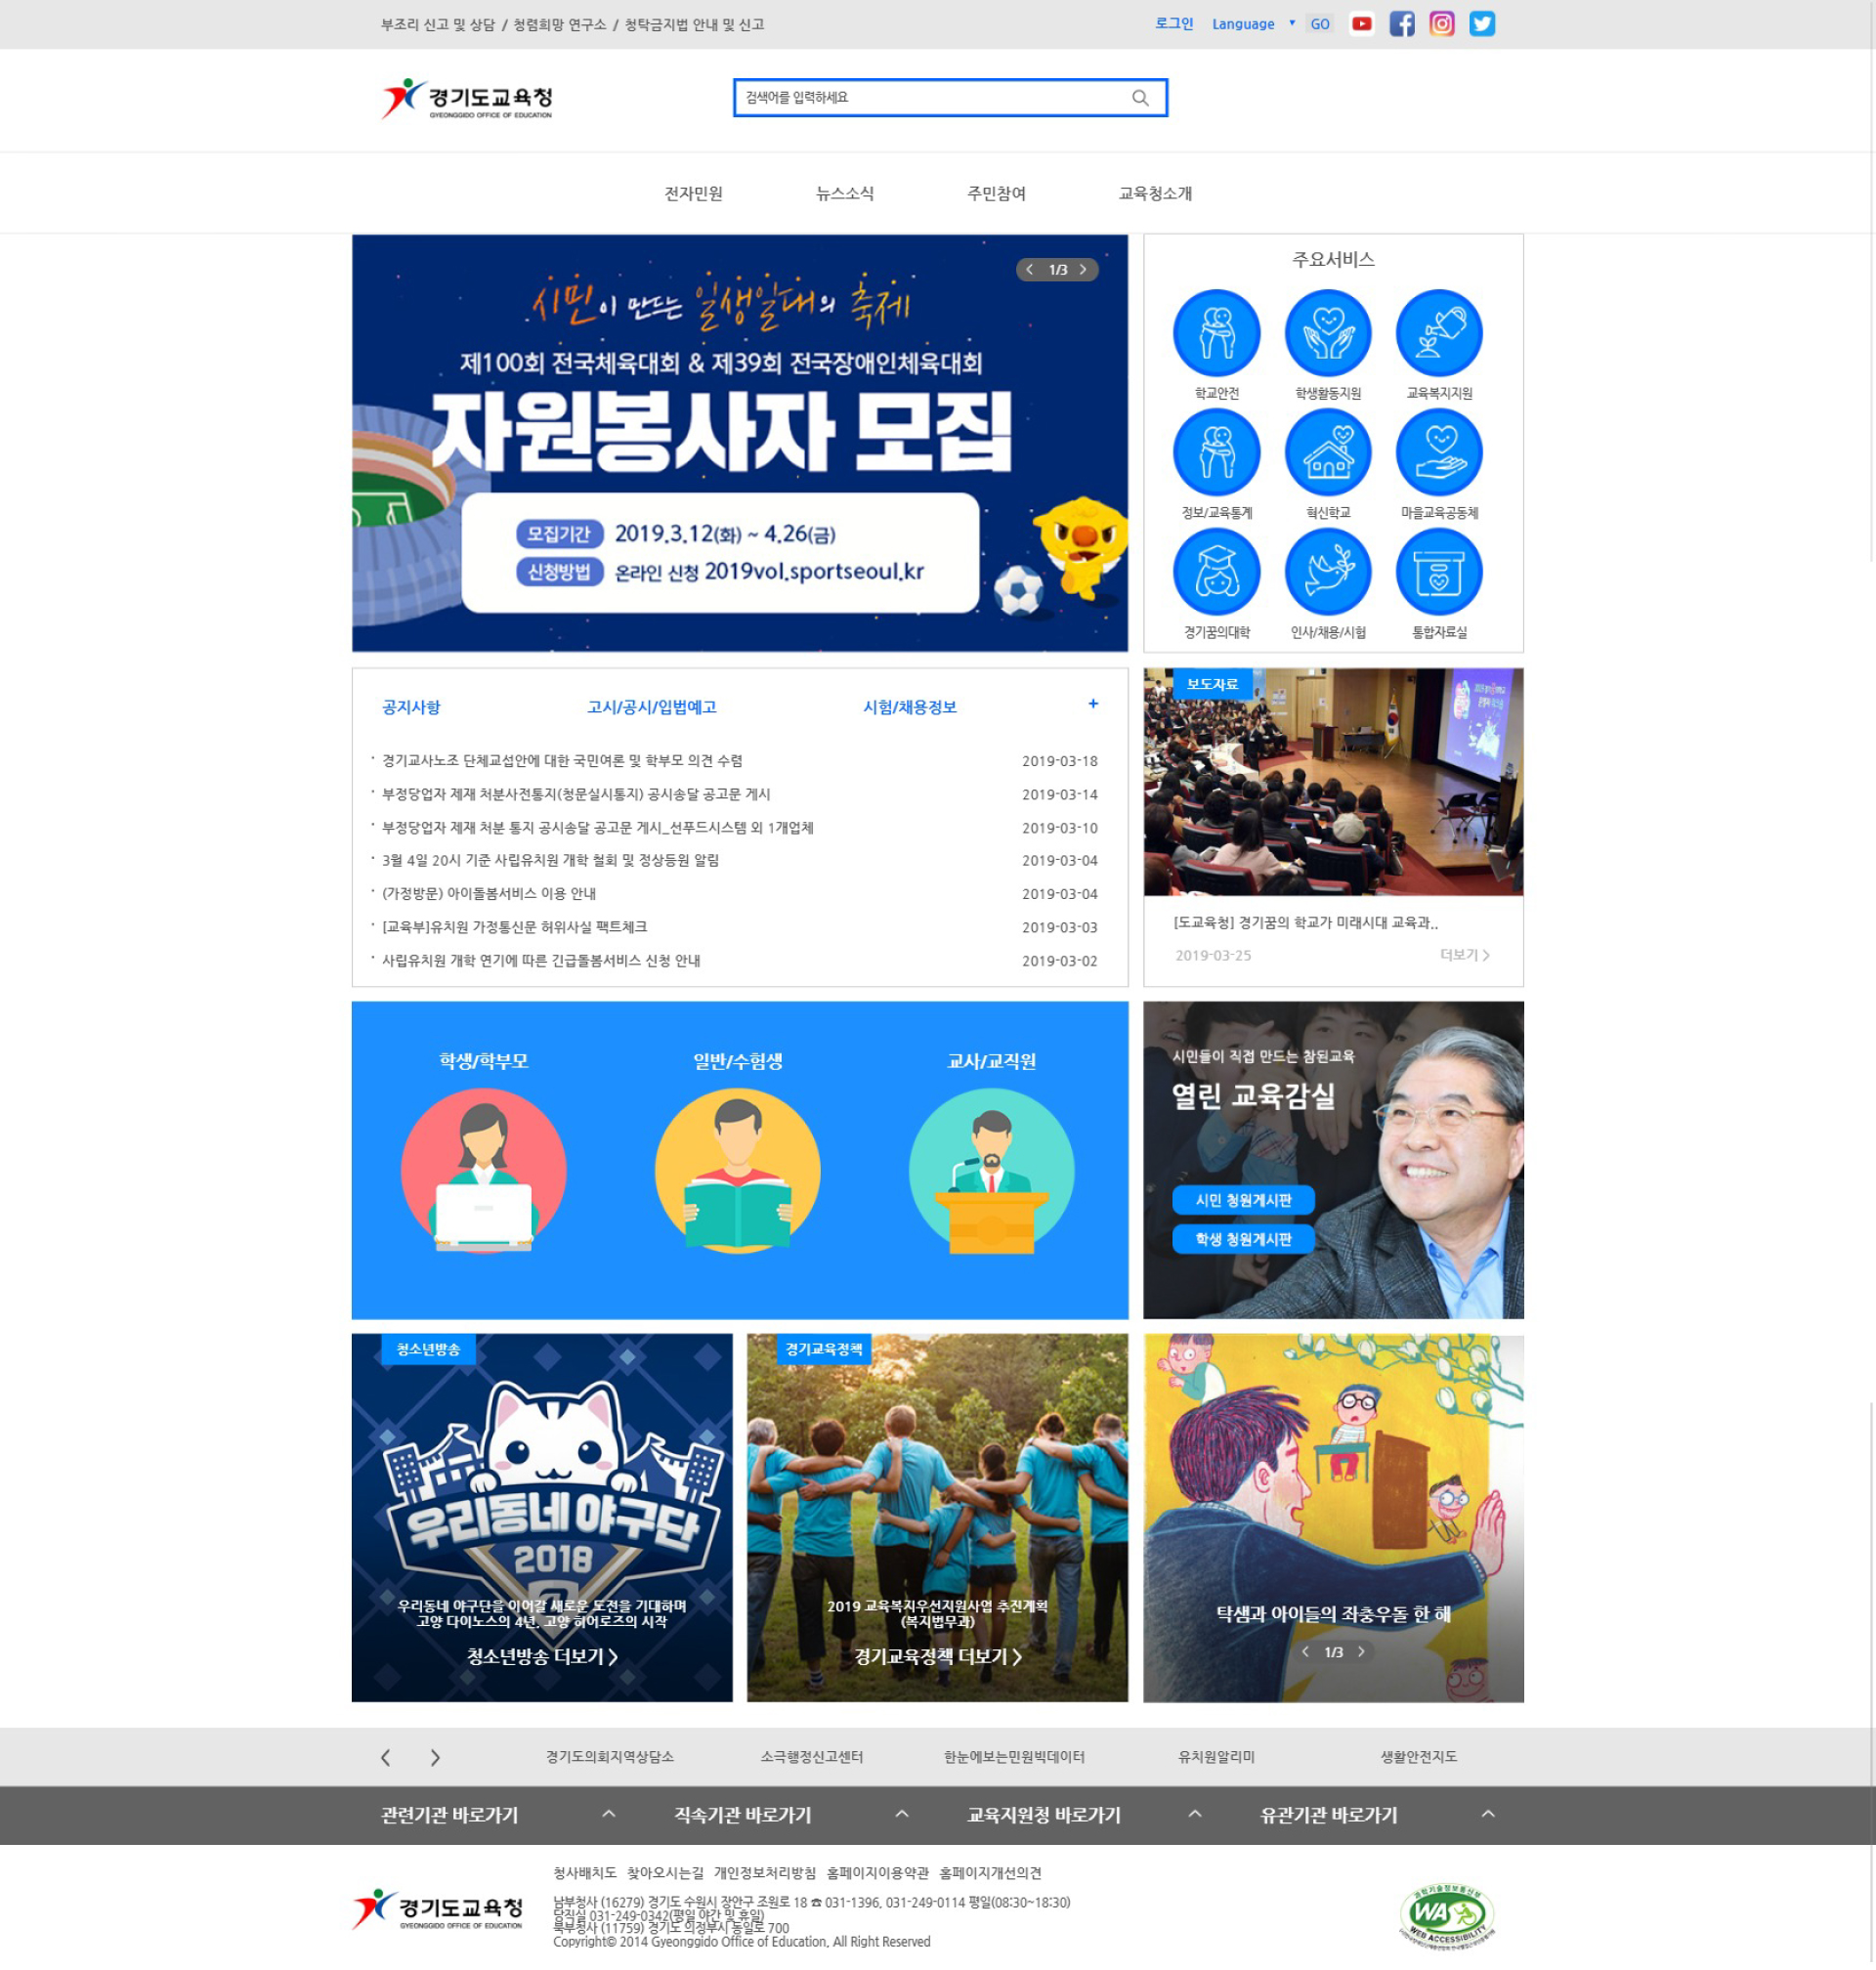 부조리 신고 및 상담 / 청렴희망 연구소 / 청탁금지법 안내 및 신고
로그인 Language ▼ GO
경기도교육청
GYEONGGIDO OFFICE OF EDUCATION
검색어를 입력하세요
전자민원 뉴스소식 주민참여 교육청소개
1/3
시민이 만드는 일생일대의 축제
제100회 전국체육대회 & 제39회 전국장애인체육대회
자원봉사자 모집
모집기간 2019.3.12(화) ~ 4.26(금)
신청방법 온라인 신청 2019vol.sportseoul.kr
주요서비스
학교안전 학생활동지원 교육복지지원
정보/교육통계 혁신학교 마을교육공동체
경기꿈의대학 인사/채용/시험 통합자료실
공지사항 고시/공시/입법예고 시험/채용정보 +
· 경기교사노조 단체교섭안에 대한 국민여론 및 학부모 의견 수렴 2019-03-18
· 부정당업자 제재 처분사전통지(청문실시통지) 공시송달 공고문 게시 2019-03-14
· 부정당업자 제재 처분 통지 공시송달 공고문 게시_선푸드시스템 외 1개업체 2019-03-10
· 3월 4일 20시 기준 사립유치원 개학 철회 및 정상등원 알림 2019-03-04
· (가정방문) 아이돌봄서비스 이용 안내 2019-03-04
· [교육부]유치원 가정통신문 허위사실 팩트체크 2019-03-03
· 사립유치원 개학 연기에 따른 긴급돌봄서비스 신청 안내 2019-03-02
보도자료
[도교육청] 경기꿈의 학교가 미래시대 교육과..
2019-03-25 더보기 >
학생/학부모 일반/수험생 교사/교직원
시민들이 직접 만드는 참된교육
열린 교육감실
시민 청원게시판
학생 청원게시판
청소년방송
우리동네 야구단
2018
우리동네 야구단을 이어갈 새로운 도전을 기대하며
고양 다이노스의 4년, 고양 히어로즈의 시작
청소년방송 더보기 >
경기교육정책
2019 교육복지우선지원사업 추진계획
(복지법무과)
경기교육정책 더보기 >
탁샘과 아이들의 좌충우돌 한 해
1/3
경기도의회지역상담소 소극행정신고센터 한눈에보는민원빅데이터 유치원알리미 생활안전지도
관련기관 바로가기 직속기관 바로가기 교육지원청 바로가기 유관기관 바로가기
경기도교육청
GYEONGGIDO OFFICE OF EDUCATION
청사배치도 찾아오시는길 개인정보처리방침 홈페이지이용약관 홈페이지개선의견
남부청사 (16279) 경기도 수원시 장안구 조원로 18 ☎ 031-1396, 031-249-0114 평일(08:30~18:30)
당직실 031-249-0342(평일 야간 및 휴일)
북부청사 (11759) 경기도 의정부시 동일로 700
Copyright© 2014 Gyeonggido Office of Education, All Right Reserved
과학기술정보통신부
WA
WEB ACCESSIBILITY